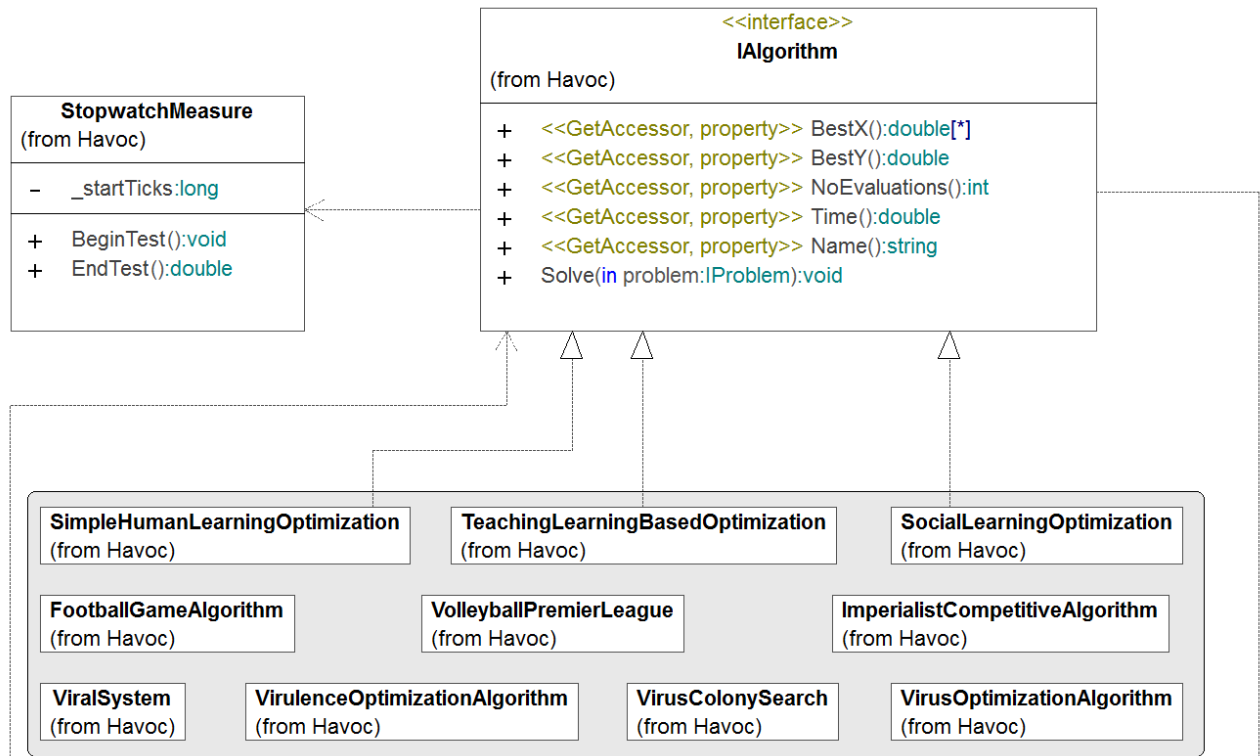 <<interface>>
IAlgorithm
(from Havoc)
+ <<GetAccessor, property>> BestX():double[*]
+ <<GetAccessor, property>> BestY():double
+ <<GetAccessor, property>> NoEvaluations():int
+ <<GetAccessor, property>> Time():double
+ <<GetAccessor, property>> Name():string
+ Solve(in problem:IProblem):void
StopwatchMeasure
(from Havoc)
- _startTicks:long
+ BeginTest():void
+ EndTest():double
SimpleHumanLearningOptimization
(from Havoc)
TeachingLearningBasedOptimization
(from Havoc)
SocialLearningOptimization
(from Havoc)
FootballGameAlgorithm
(from Havoc)
VolleyballPremierLeague
(from Havoc)
ImperialistCompetitiveAlgorithm
(from Havoc)
ViralSystem
(from Havoc)
VirulenceOptimizationAlgorithm
(from Havoc)
VirusColonySearch
(from Havoc)
VirusOptimizationAlgorithm
(from Havoc)